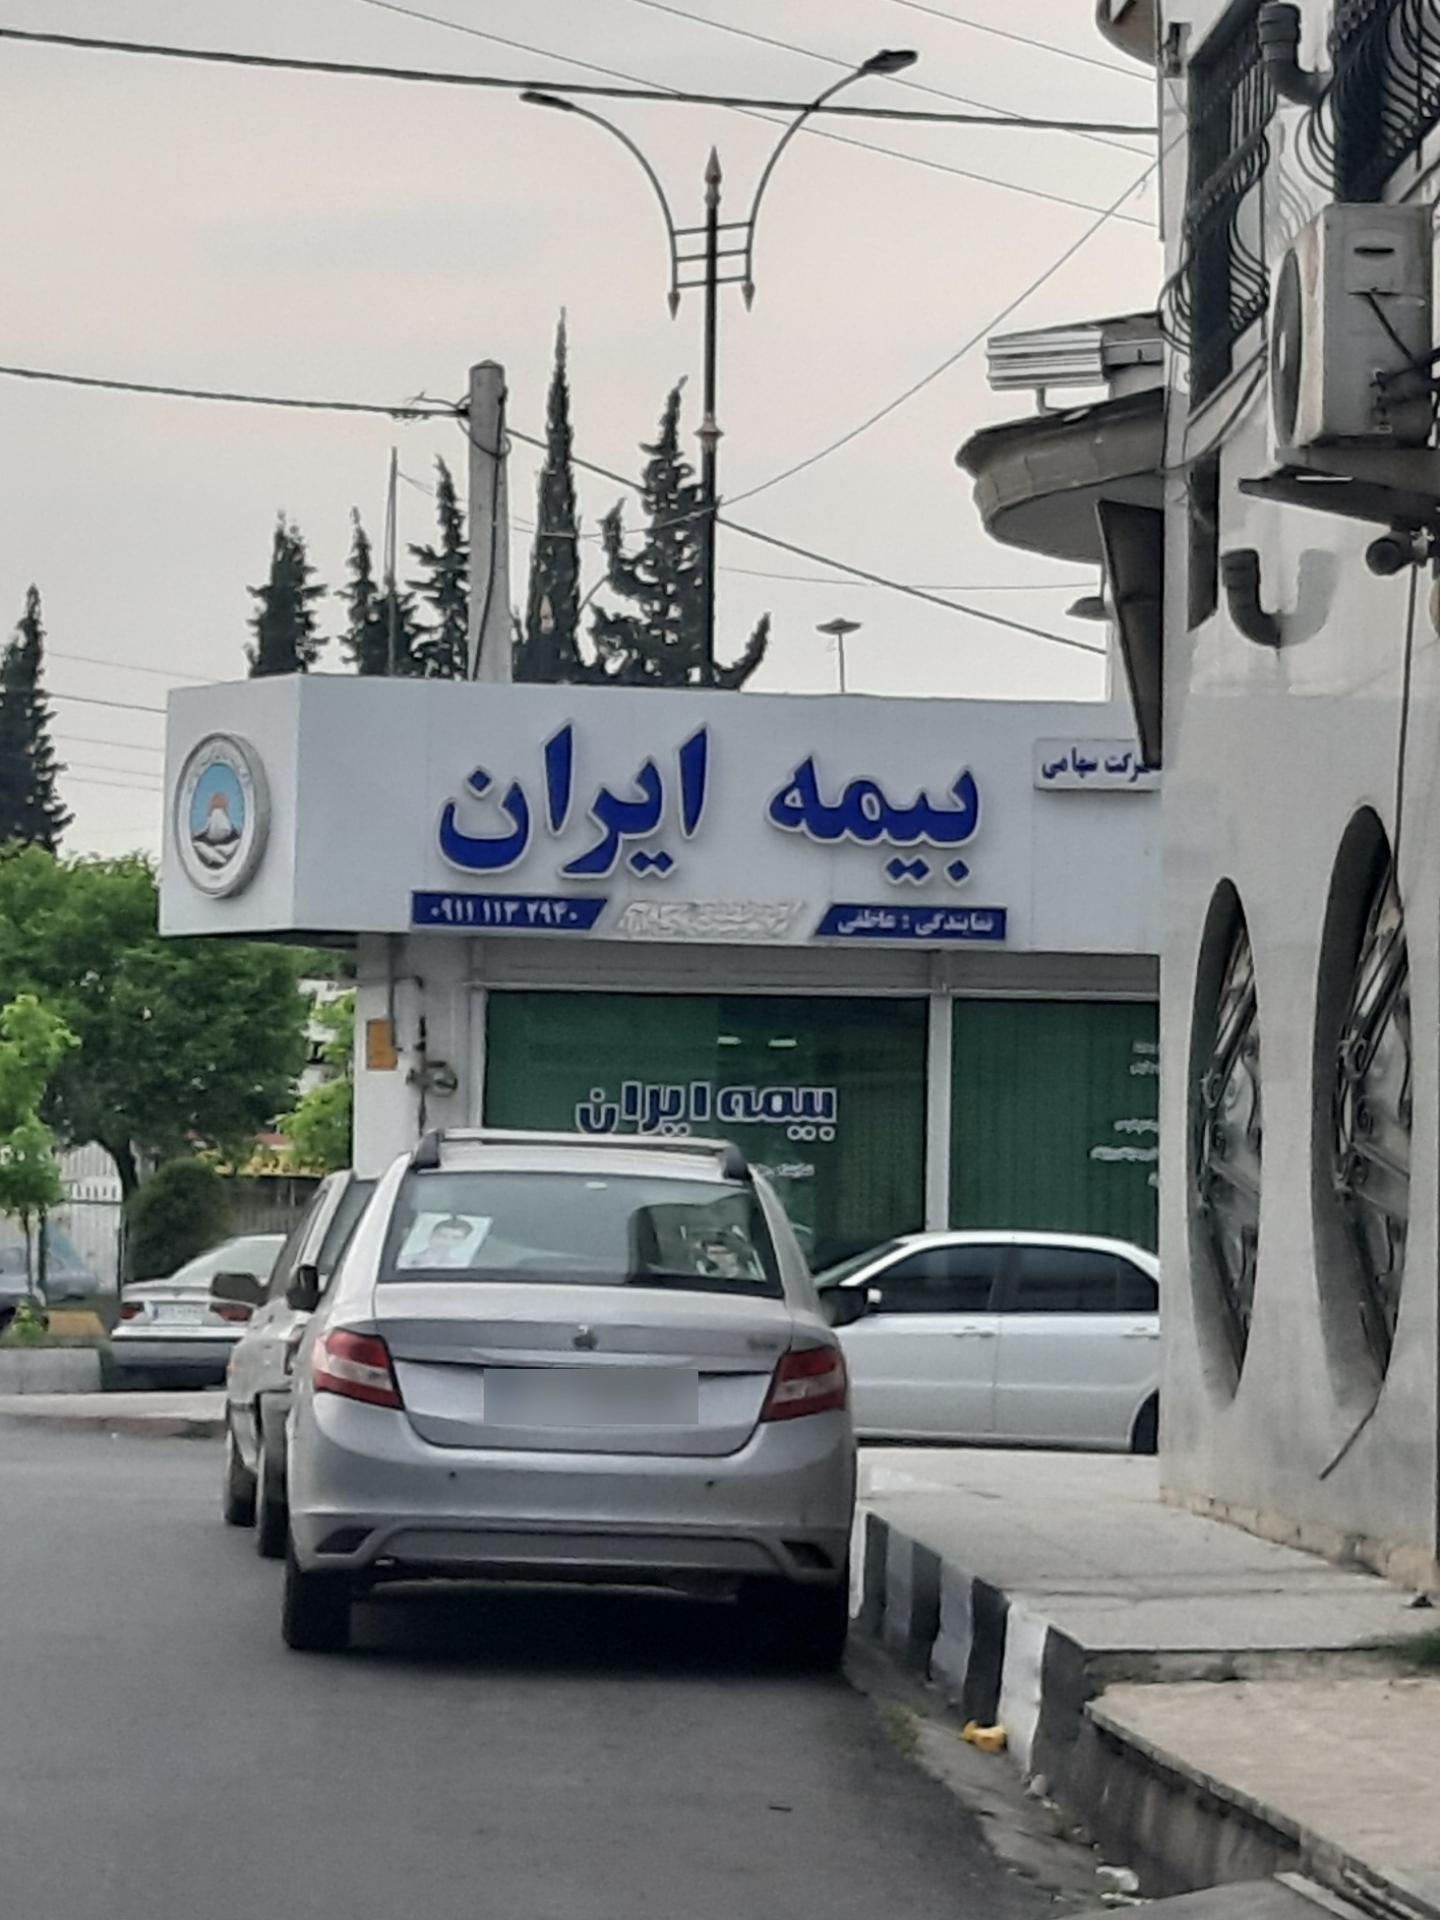 شرکت سهامی
بیمه ایران
نمایندگی : عاطفی
۰۹۱۱ ۱۱۳ ۲۹۴۰
بیمه ایران